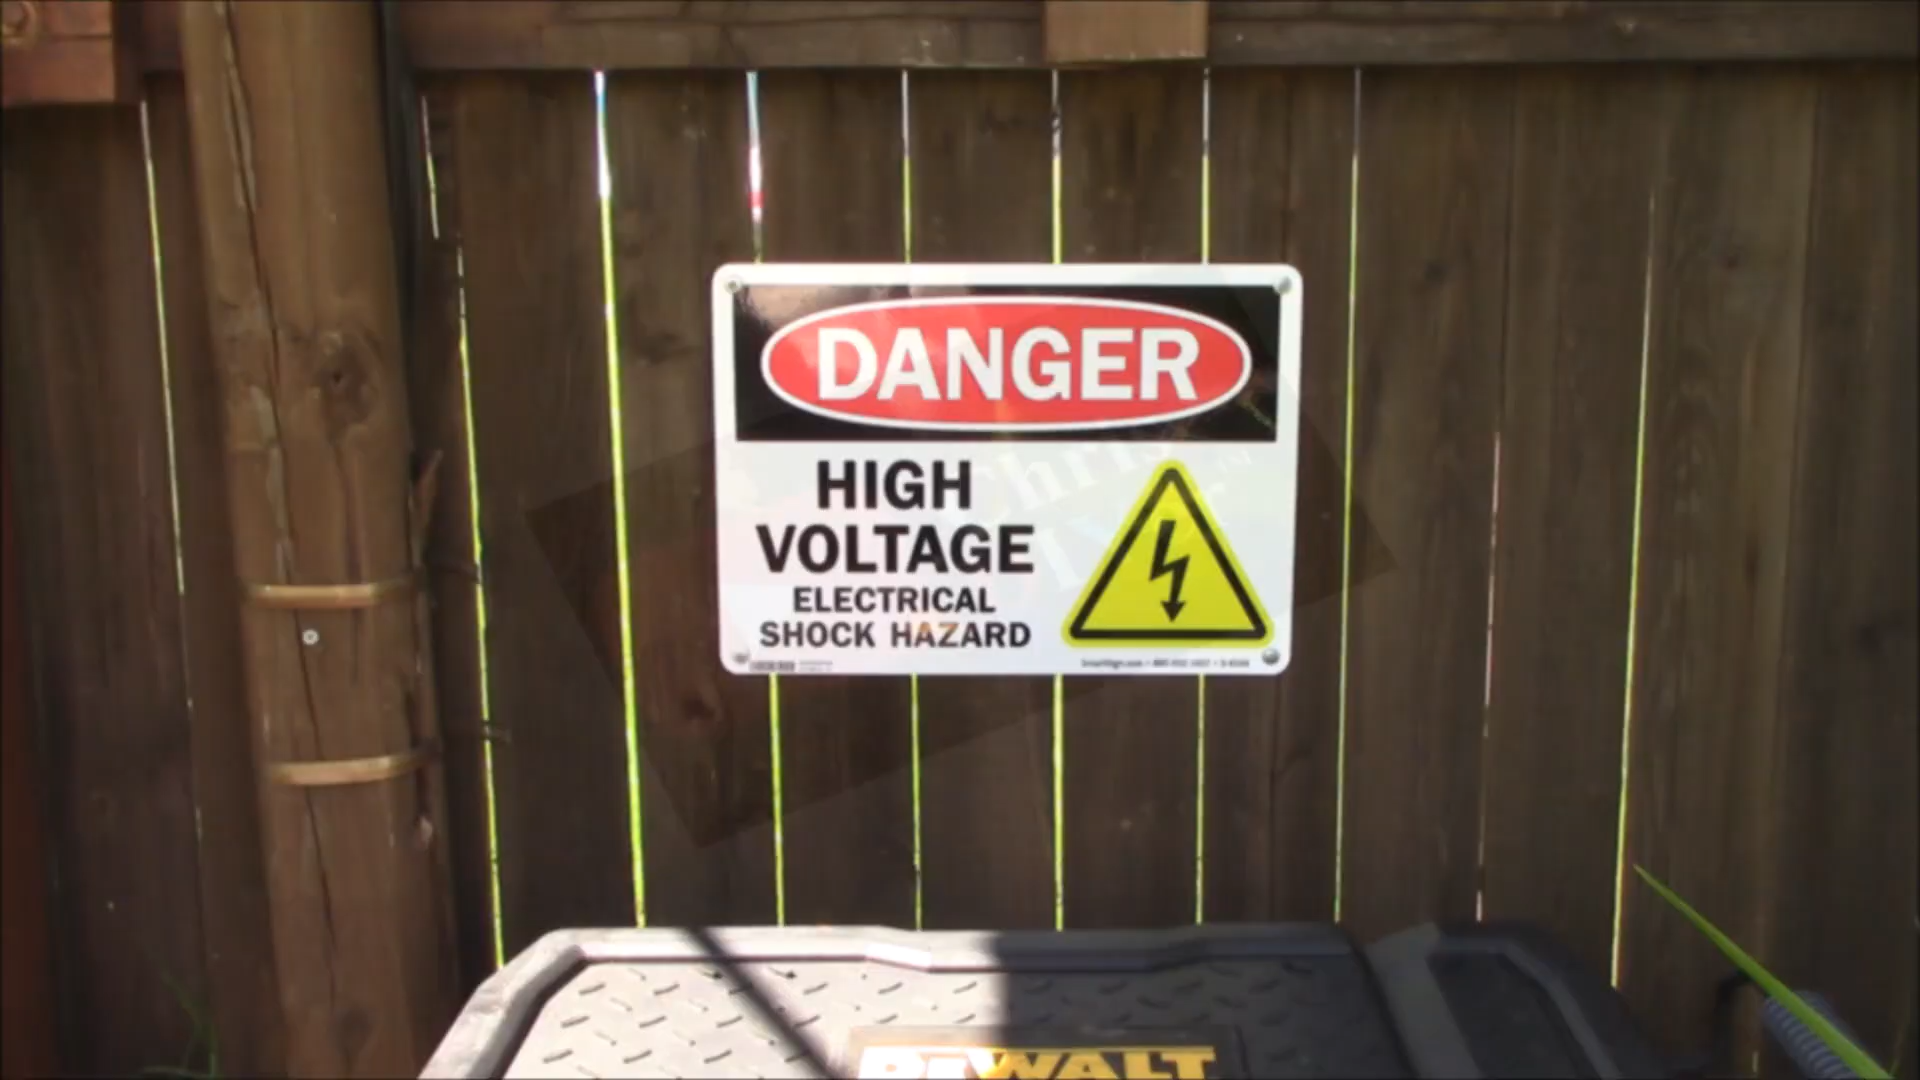 DANGER
HIGH
VOLTAGE
ELECTRICAL
SHOCK HAZARD
DEWALT